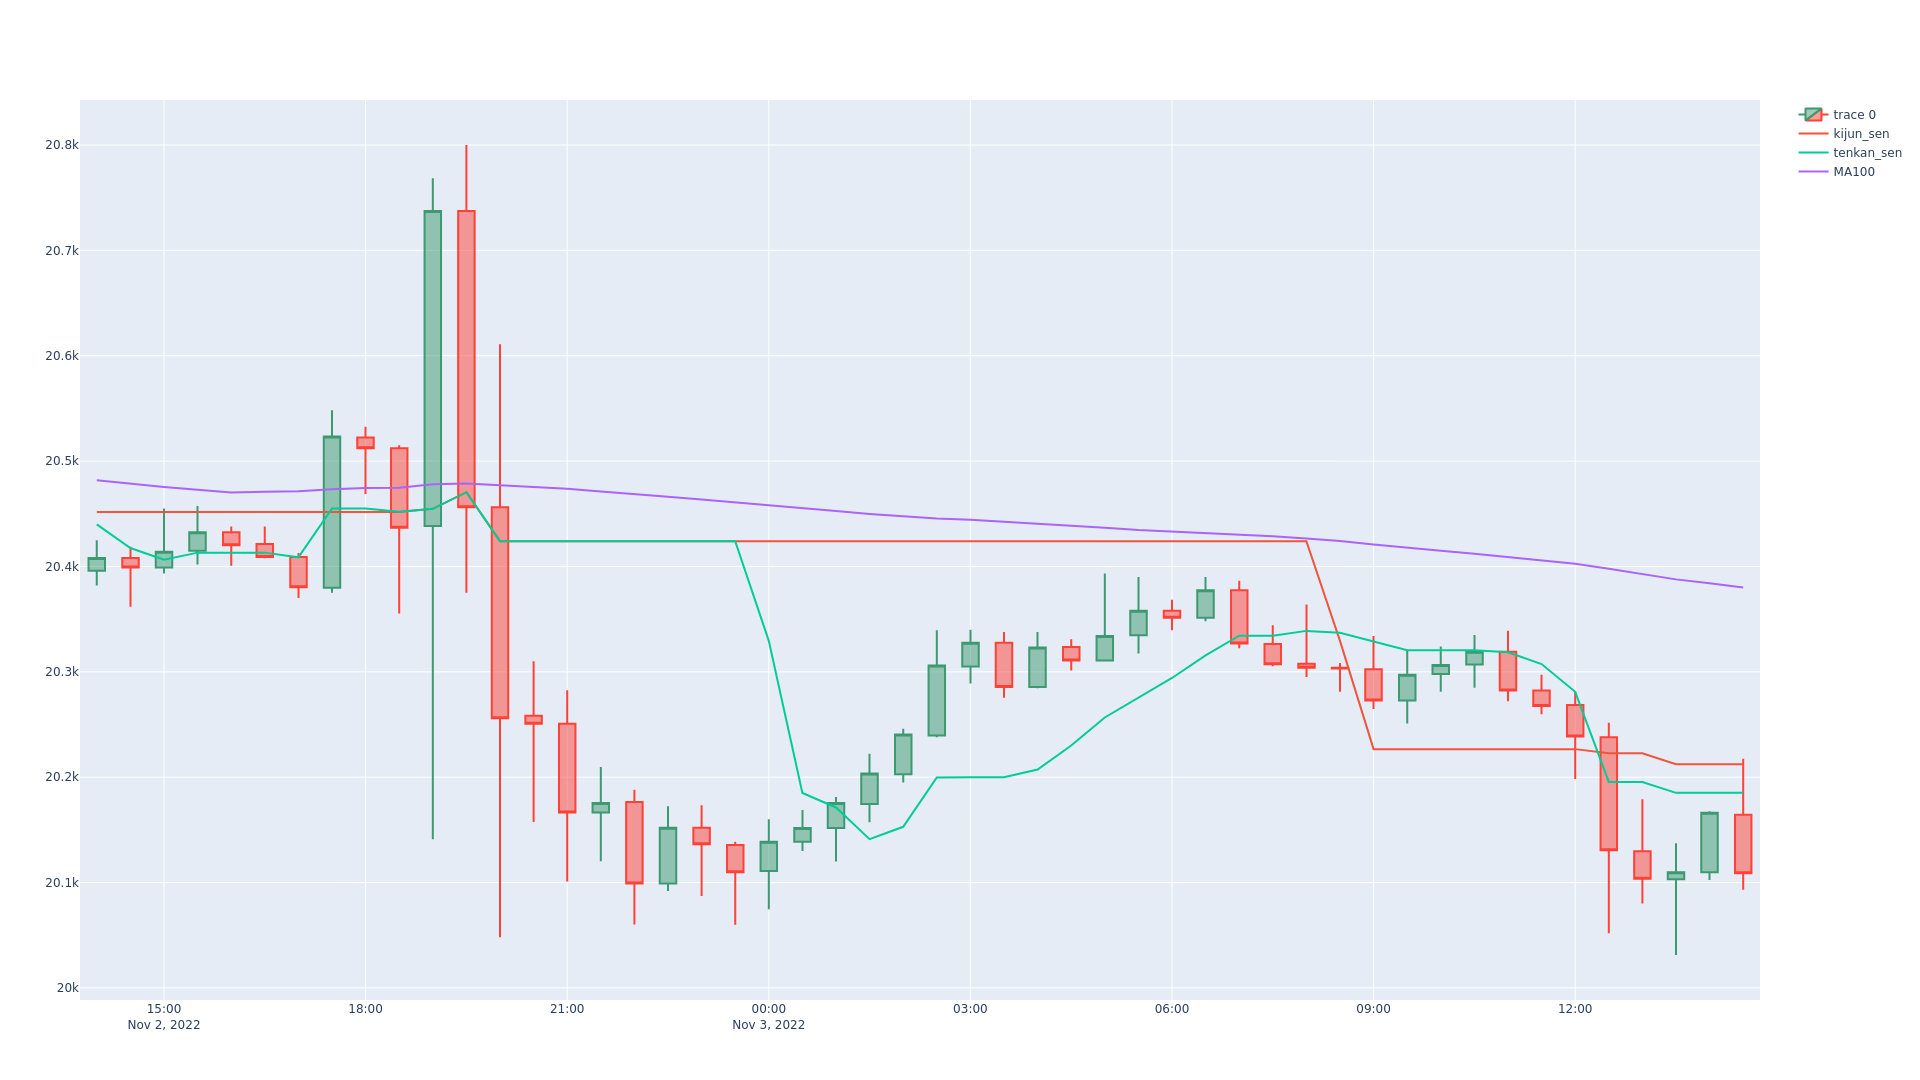 20.8k
20.7k
20.6k
20.5k
20.4k
20.3k
20.2k
20.1k
20k
15:00
Nov 2, 2022
18:00
21:00
00:00
Nov 3, 2022
03:00
06:00
09:00
12:00
trace 0
kijun_sen
tenkan_sen
MA100